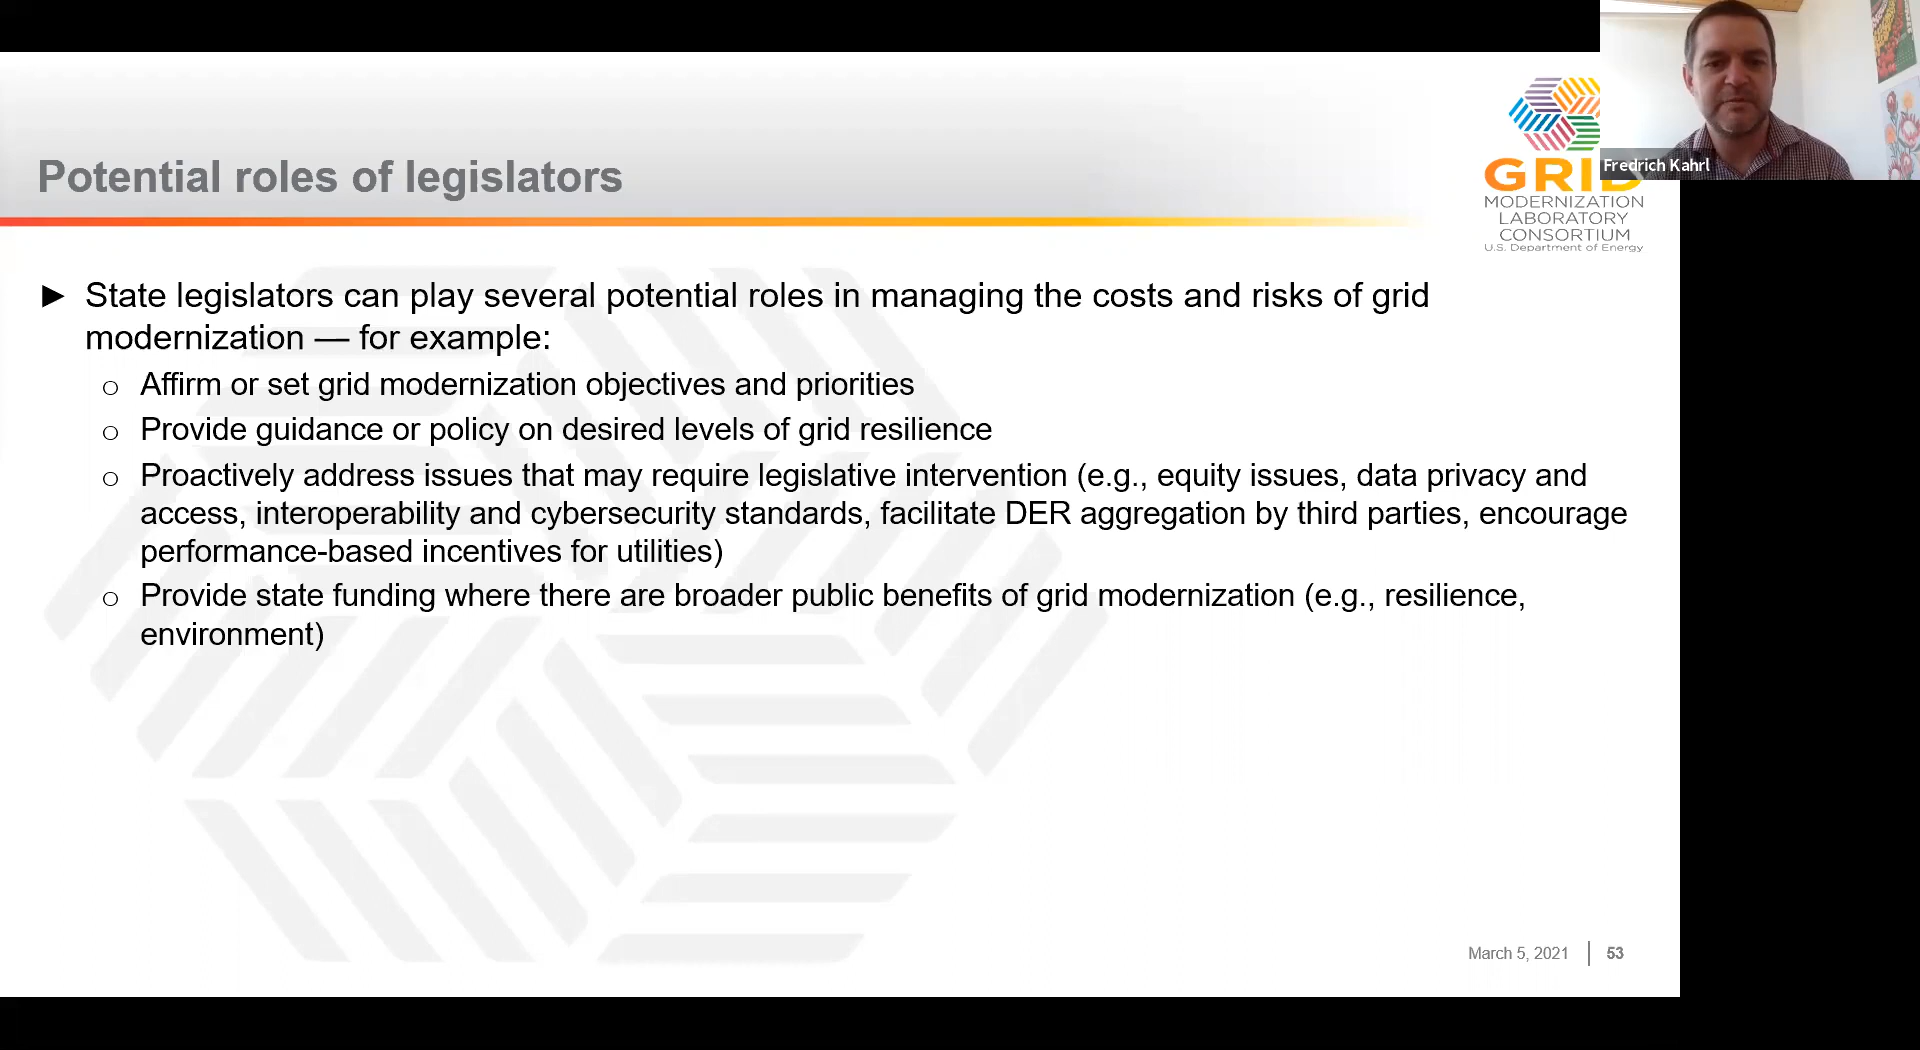 Fredrich Kahrl
Potential roles of legislators
GRID
MODERNIZATION
LABORATORY
CONSORTIUM
U.S. Department of Energy
► State legislators can play several potential roles in managing the costs and risks of grid
modernization — for example:
o Affirm or set grid modernization objectives and priorities
o Provide guidance or policy on desired levels of grid resilience
o Proactively address issues that may require legislative intervention (e.g., equity issues, data privacy and
access, interoperability and cybersecurity standards, facilitate DER aggregation by third parties, encourage
performance-based incentives for utilities)
o Provide state funding where there are broader public benefits of grid modernization (e.g., resilience,
environment)
March 5, 2021 | 53